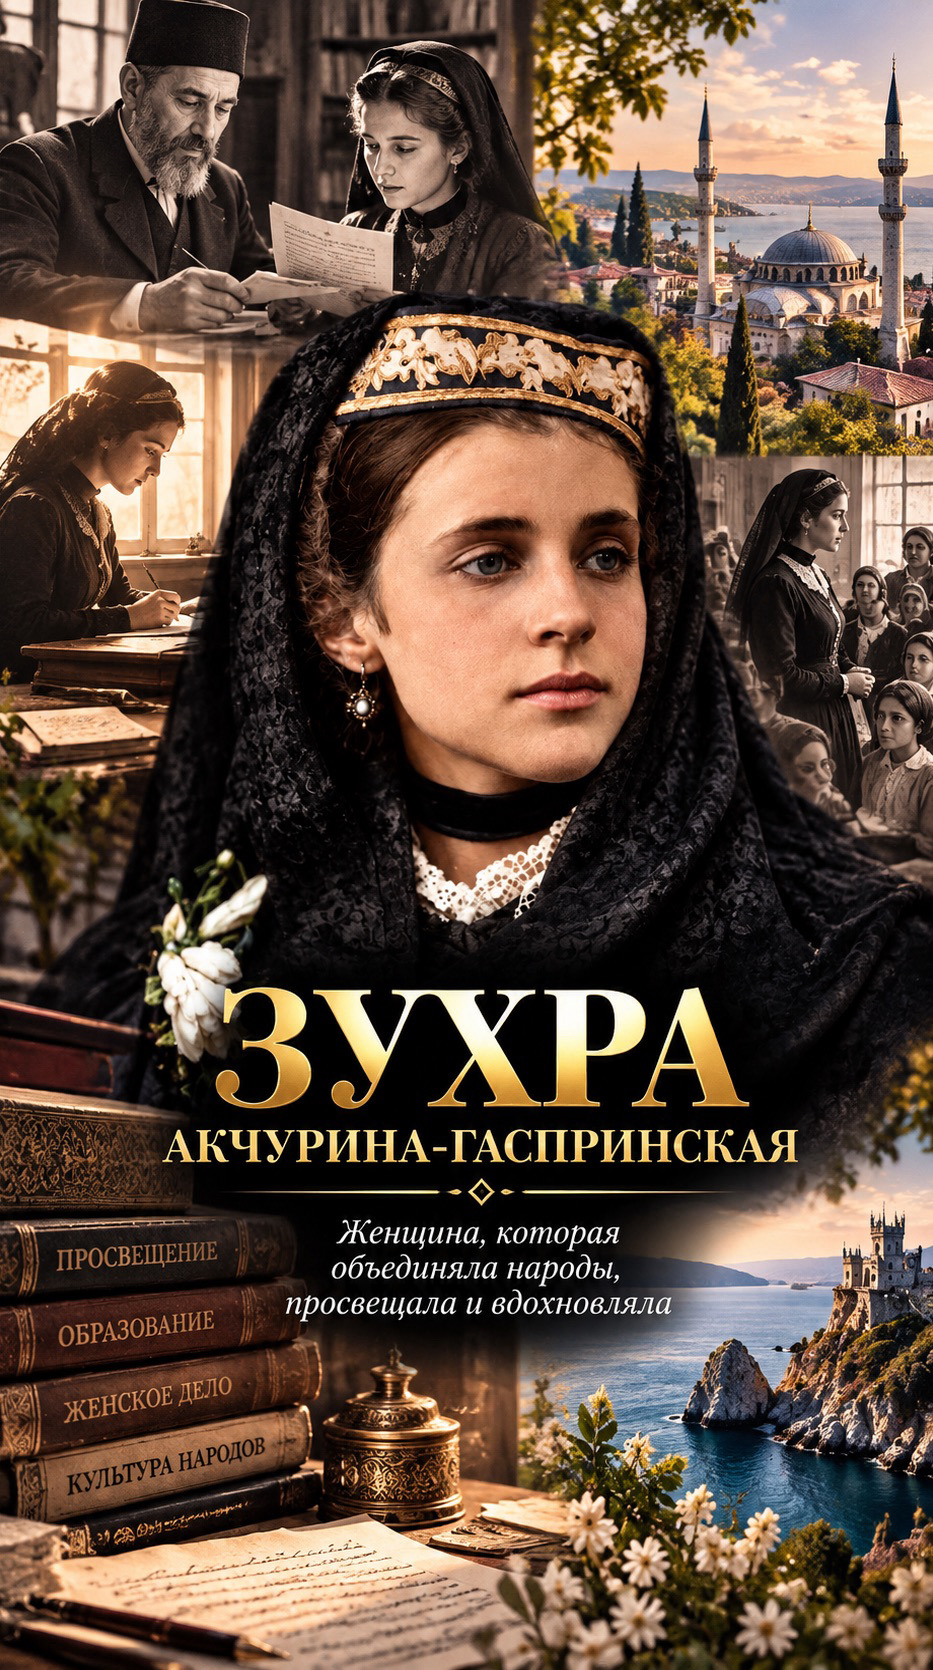 ЗУХРА
АКЧУРИНА-ГАСПРИНСКАЯ
Женщина, которая
объединяла народы,
просвещала и вдохновляла
ПРОСВЕЩЕНИЕ
ОБРАЗОВАНИЕ
ЖЕНСКОЕ ДЕЛО
КУЛЬТУРА НАРОДОВ